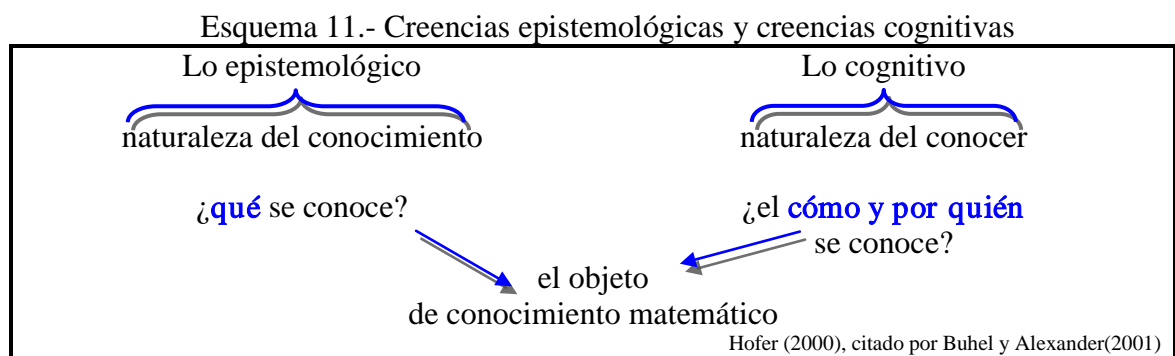 Esquema 11.- Creencias epistemológicas y creencias cognitivas
Lo epistemológico
Lo cognitivo
naturaleza del conocimiento
naturaleza del conocer
¿qué se conoce?
¿el cómo y por quién
se conoce?
el objeto
de conocimiento matemático
Hofer (2000), citado por Buhel y Alexander(2001)